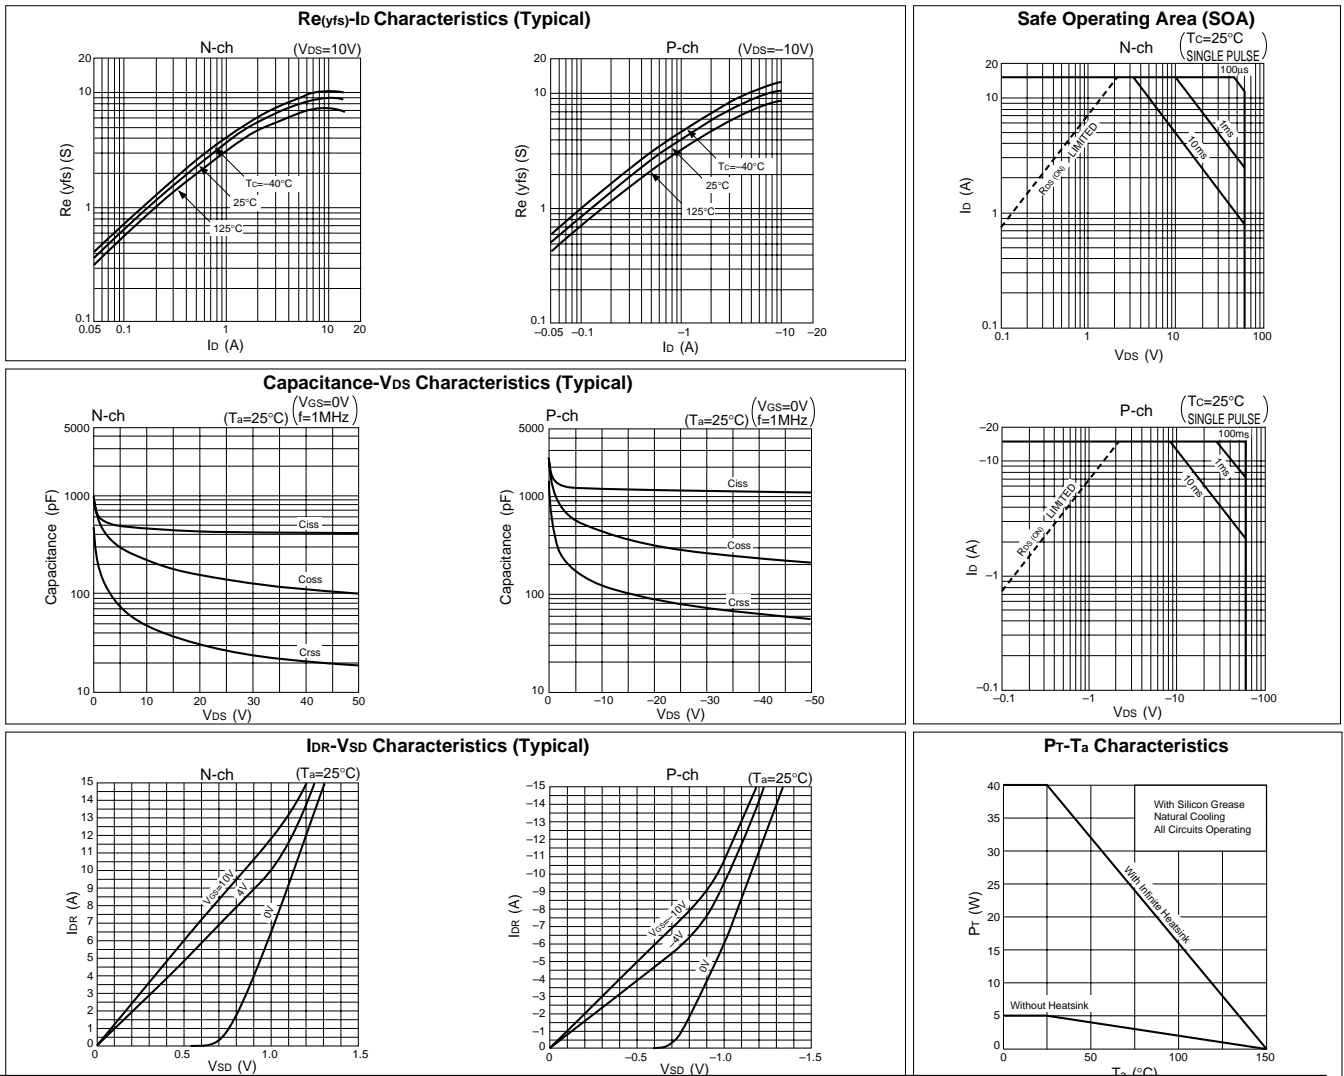 Re(yfs)-ID Characteristics (Typical)
N-ch
(VDS=10V)
20
10
1
0.1
Re (yfs) (S)
TC=–40°C
25°C
125°C
0.05 0.1 1 10 20
ID (A)
P-ch
(VDS=–10V)
20
10
1
0.1
Re (yfs) (S)
TC=–40°C
25°C
125°C
–0.05 –0.1 –1 –10 –20
ID (A)
Safe Operating Area (SOA)
N-ch
(TC=25°C
SINGLE PULSE)
20
10
1
0.1
ID (A)
RDS (ON) LIMITED
100µs
1ms
10ms
0.1 1 10 100
VDS (V)
P-ch
(TC=25°C
SINGLE PULSE)
–20
–10
–1
–0.1
ID (A)
RDS (ON) LIMITED
100ms
1ms
10ms
–0.1 –1 –10 –100
VDS (V)
Capacitance-VDS Characteristics (Typical)
N-ch
(Ta=25°C)
(VGS=0V
f=1MHz)
5000
1000
100
10
Capacitance (pF)
Ciss
Coss
Crss
0 10 20 30 40 50
VDS (V)
P-ch
(Ta=25°C)
(VGS=0V
f=1MHz)
5000
1000
100
10
Capacitance (pF)
Ciss
Coss
Crss
0 –10 –20 –30 –40 –50
VDS (V)
IDR-VSD Characteristics (Typical)
N-ch
(Ta=25°C)
15
14
13
12
11
10
9
8
7
6
5
4
3
2
1
0
IDR (A)
VGS=10V
4V
0V
0 0.5 1.0 1.5
VSD (V)
P-ch
(Ta=25°C)
–15
–14
–13
–12
–11
–10
–9
–8
–7
–6
–5
–4
–3
–2
–1
0
IDR (A)
VGS=–10V
–4V
0V
0 –0.5 –1.0 –1.5
VSD (V)
PT-Ta Characteristics
40
35
30
25
20
15
10
5
0
PT (W)
With Silicon Grease
Natural Cooling
All Circuits Operating
With Infinite Heatsink
Without Heatsink
0 50 100 150
Ta (°C)